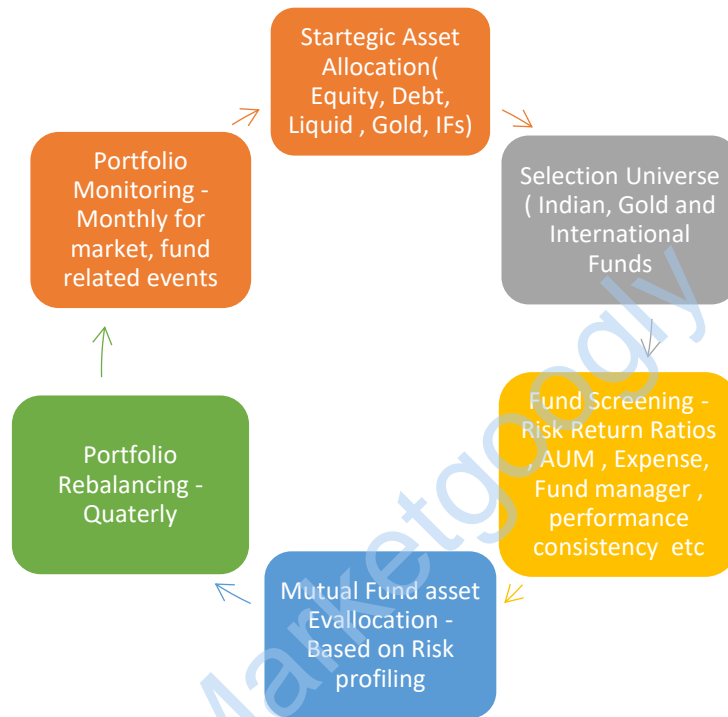 Startegic Asset
Allocation(
Equity, Debt,
Liquid , Gold, IFs)
Selection Universe
( Indian, Gold and
International
Funds
Fund Screening -
Risk Return Ratios
, AUM , Expense,
Fund manager ,
performance
consistency etc
Mutual Fund asset
Evallocation -
Based on Risk
profiling
Portfolio
Rebalancing -
Quaterly
Portfolio
Monitoring -
Monthly for
market, fund
related events
Marketgoogly